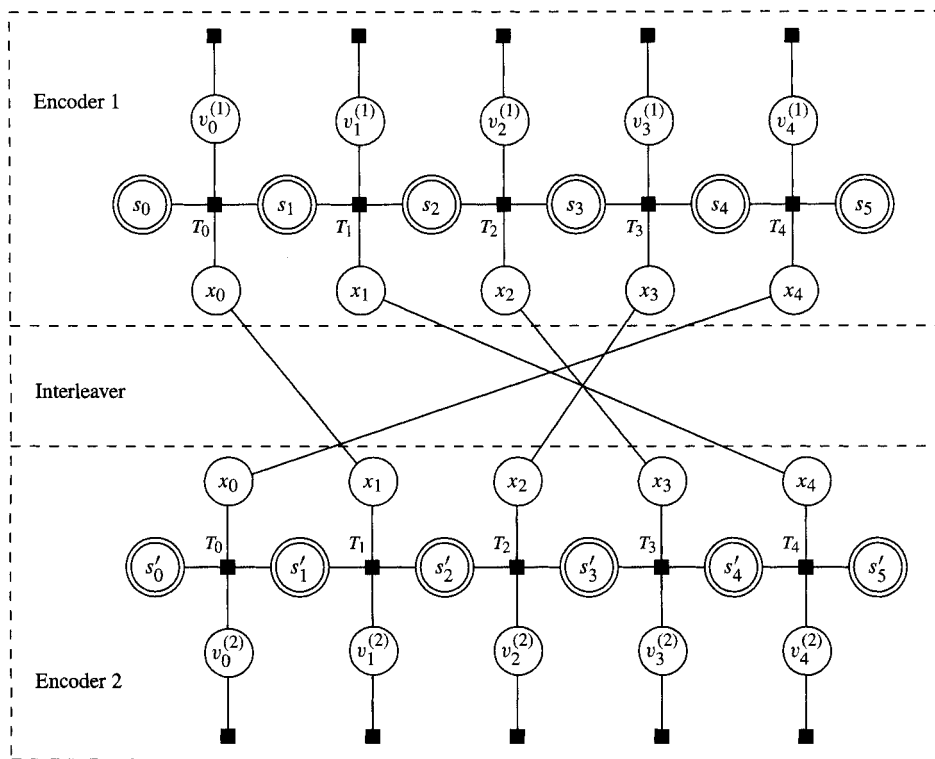 Encoder 1
v₀⁽¹⁾ v₁⁽¹⁾ v₂⁽¹⁾ v₃⁽¹⁾ v₄⁽¹⁾
s₀ s₁ s₂ s₃ s₄ s₅
T₀ T₁ T₂ T₃ T₄
x₀ x₁ x₂ x₃ x₄
Interleaver
x₀ x₁ x₂ x₃ x₄
T₀ T₁ T₂ T₃ T₄
s′₀ s′₁ s′₂ s′₃ s′₄ s′₅
v₀⁽²⁾ v₁⁽²⁾ v₂⁽²⁾ v₃⁽²⁾ v₄⁽²⁾
Encoder 2